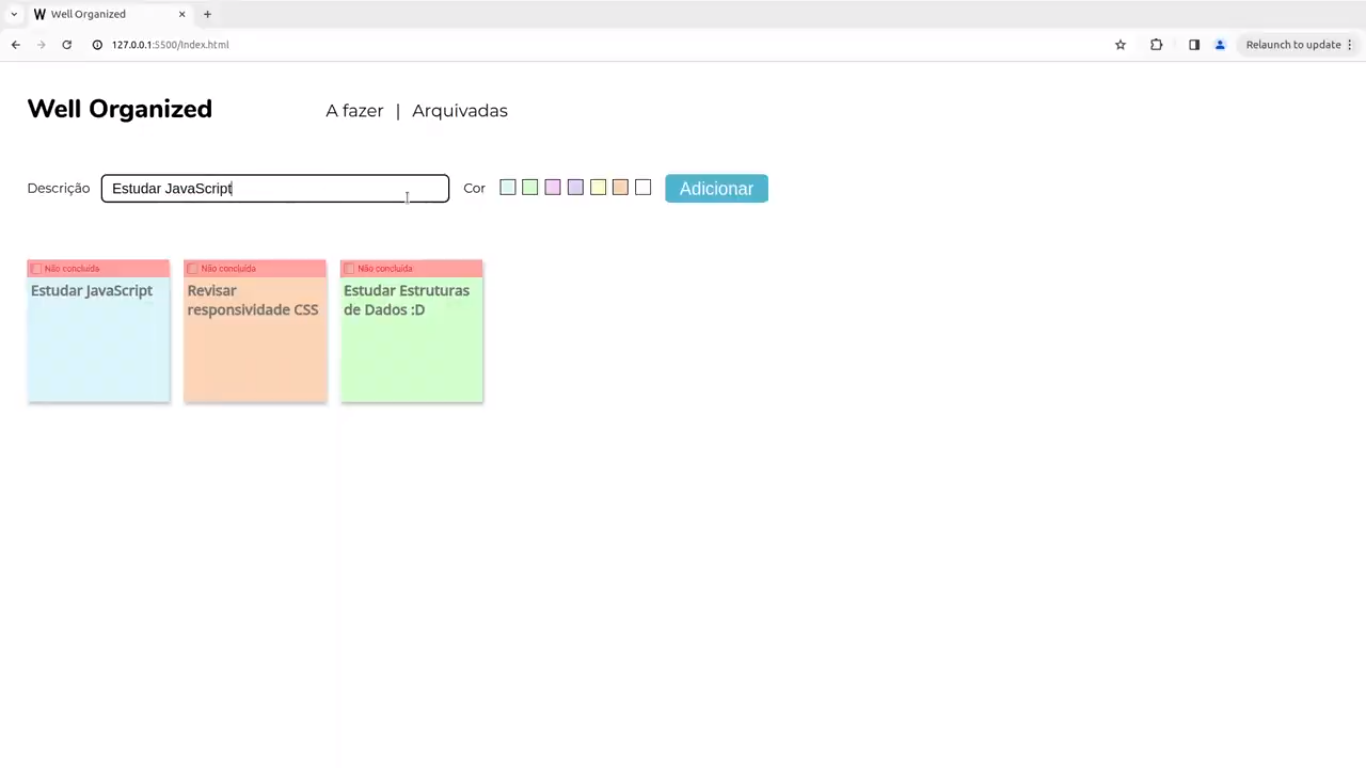 Well Organized
127.0.0.1:5500/index.html
Relaunch to update
Well Organized
A fazer | Arquivadas
Descrição
Estudar JavaScript
Cor
Adicionar
Não concluída
Estudar JavaScript
Não concluída
Revisar
responsividade CSS
Não concluída
Estudar Estruturas
de Dados :D